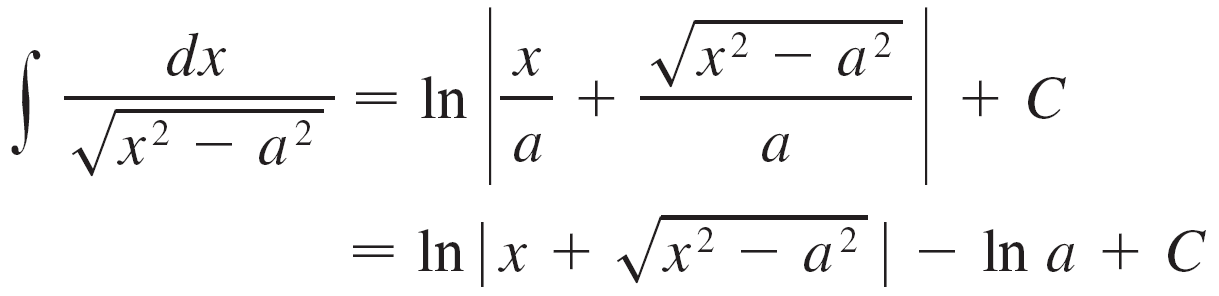 ∫ dx/√(x² − a²) = ln |x/a + √(x² − a²)/a| + C
= ln|x + √(x² − a²)| − ln a + C